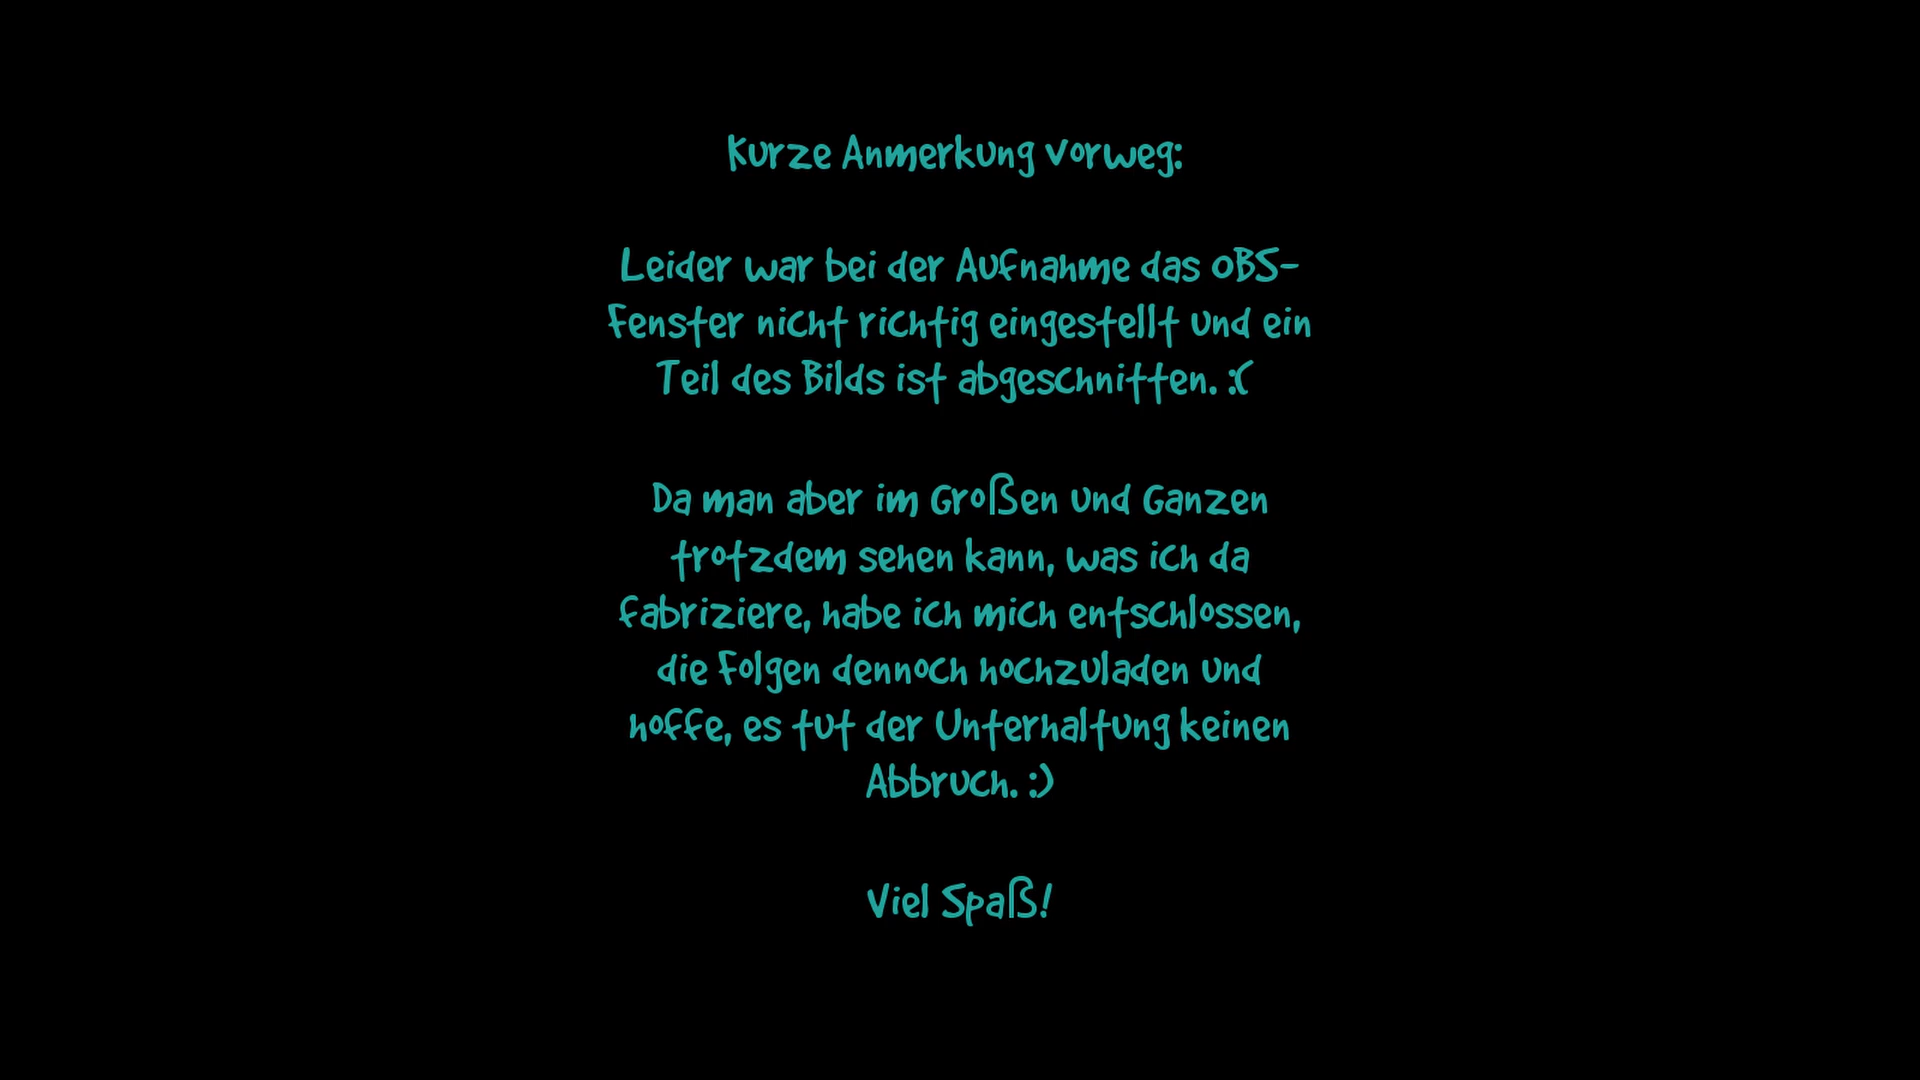 Kurze Anmerkung vorweg:
Leider war bei der Aufnahme das OBS-
Fenster nicht richtig eingestellt und ein
Teil des Bilds ist abgeschnitten. :(
Da man aber im Großen und Ganzen
trotzdem sehen kann, was ich da
fabriziere, habe ich mich entschlossen,
die Folgen dennoch hochzuladen und
hoffe, es tut der Unterhaltung keinen
Abbruch. :)
Viel Spaß!